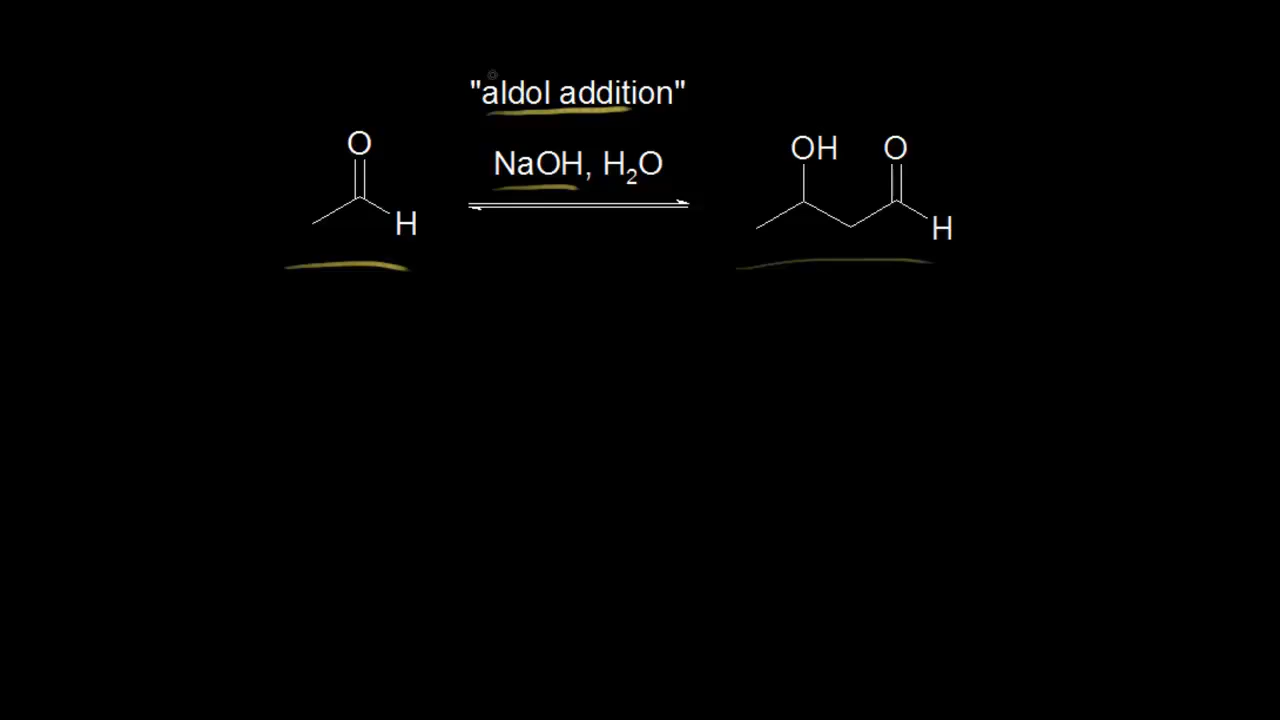 "aldol addition"
NaOH, H₂O
O
H
OH
O
H